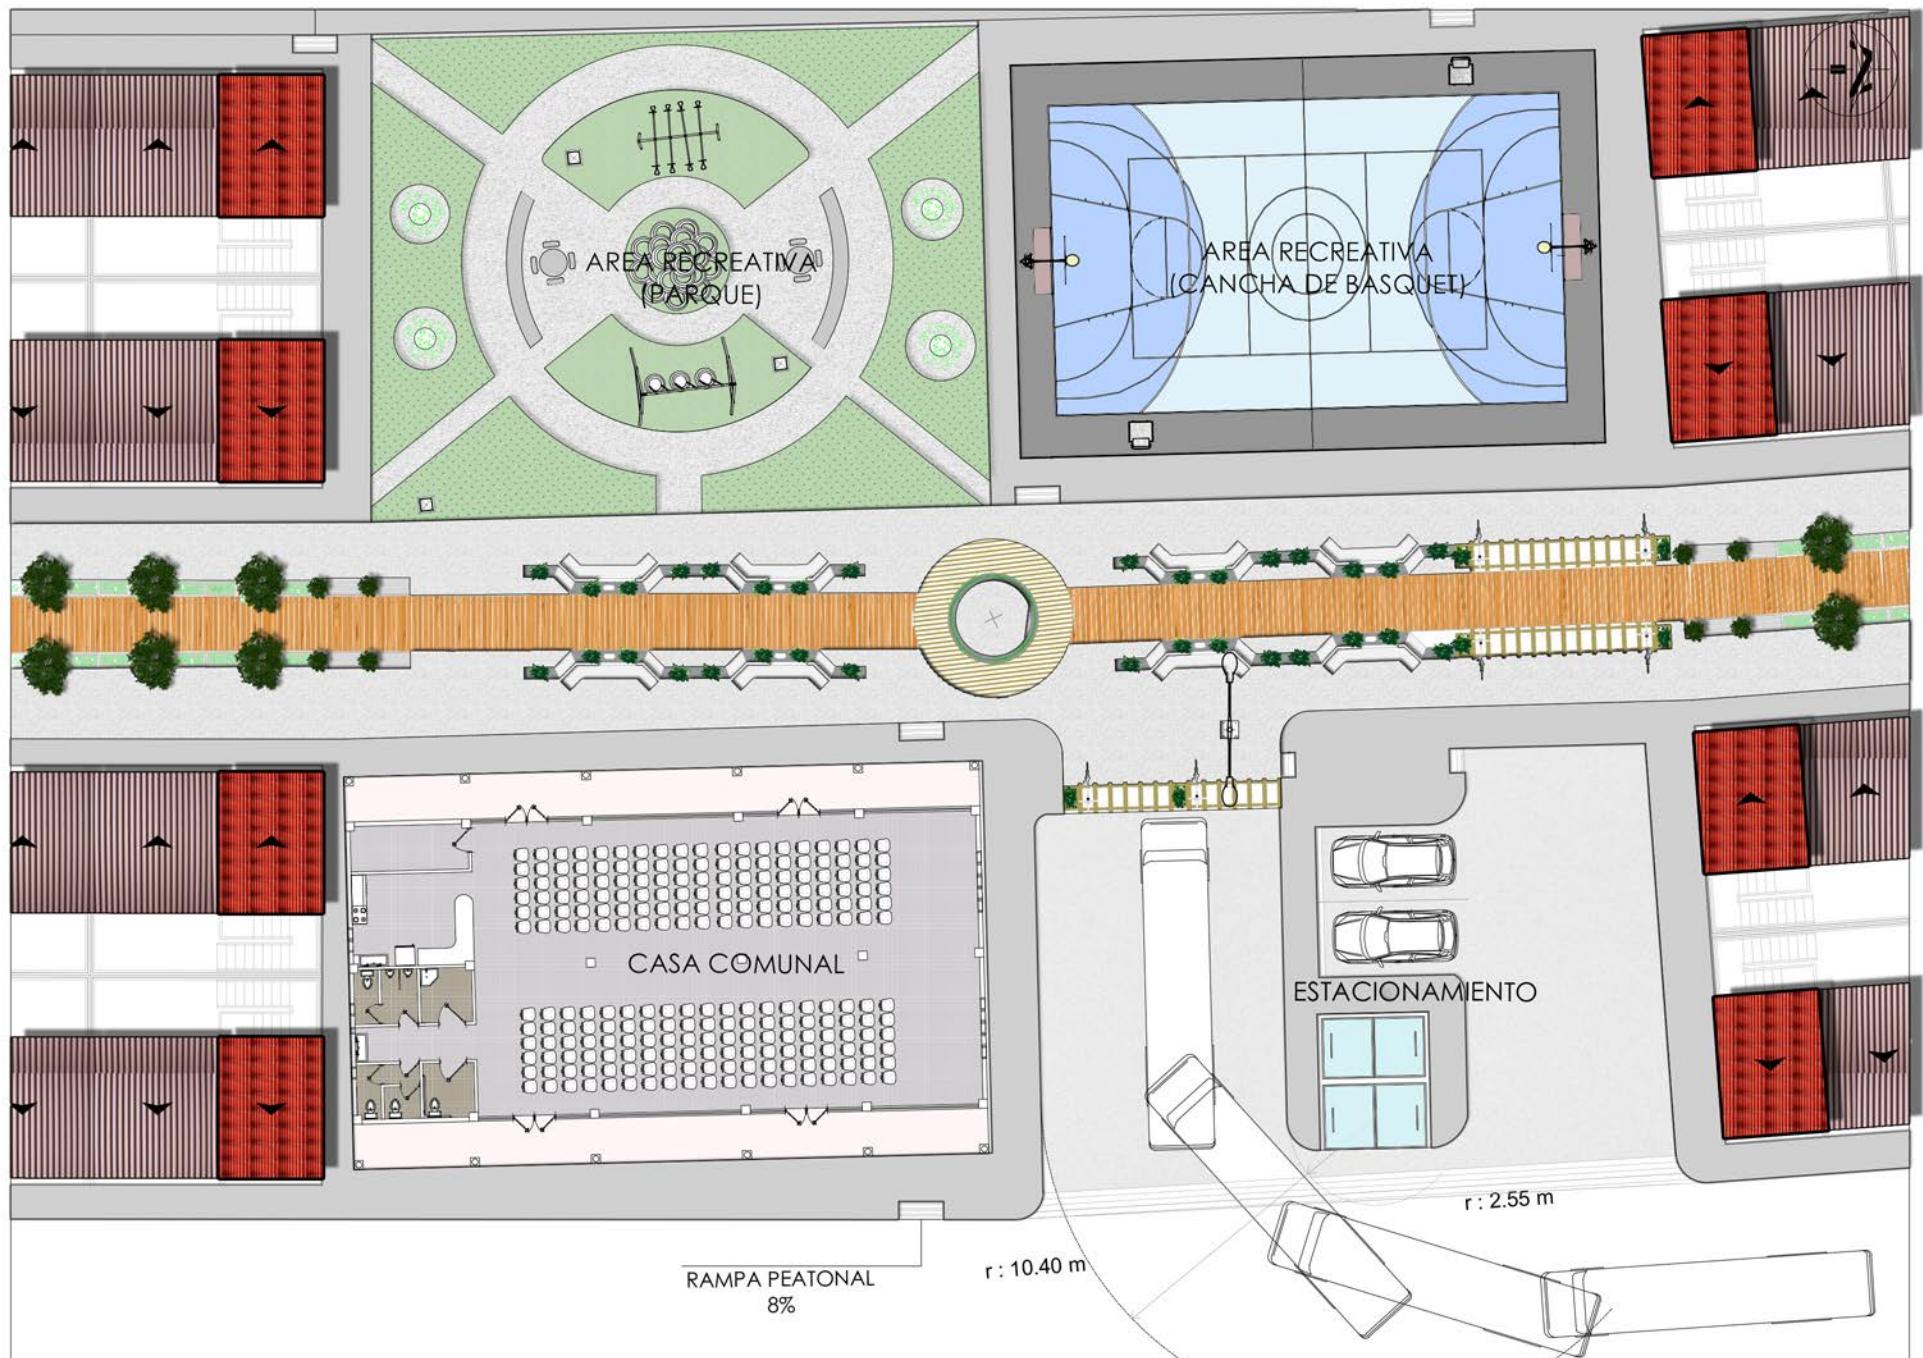 AREA RECREATIVA
(PARQUE)
AREA RECREATIVA
(CANCHA DE BASQUET)
CASA COMUNAL
ESTACIONAMIENTO
r : 2.55 m
r : 10.40 m
RAMPA PEATONAL
8%